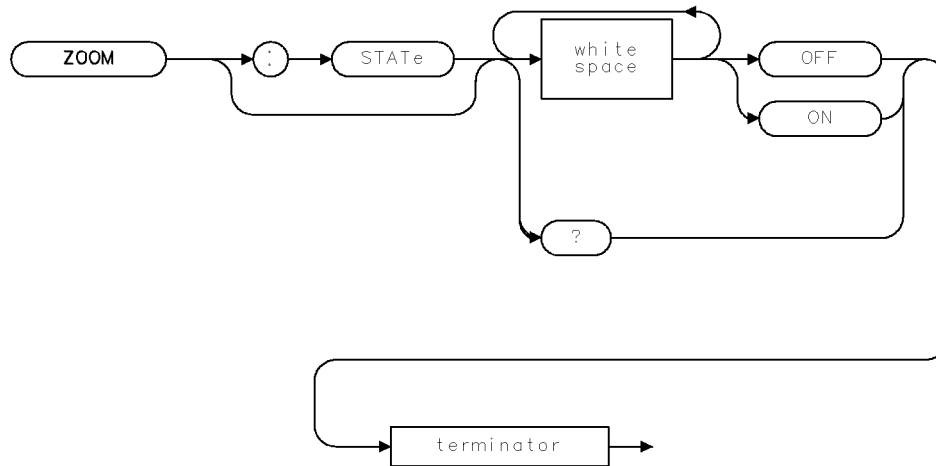 ZOOM
:
STATe
white
space
OFF
ON
?
terminator